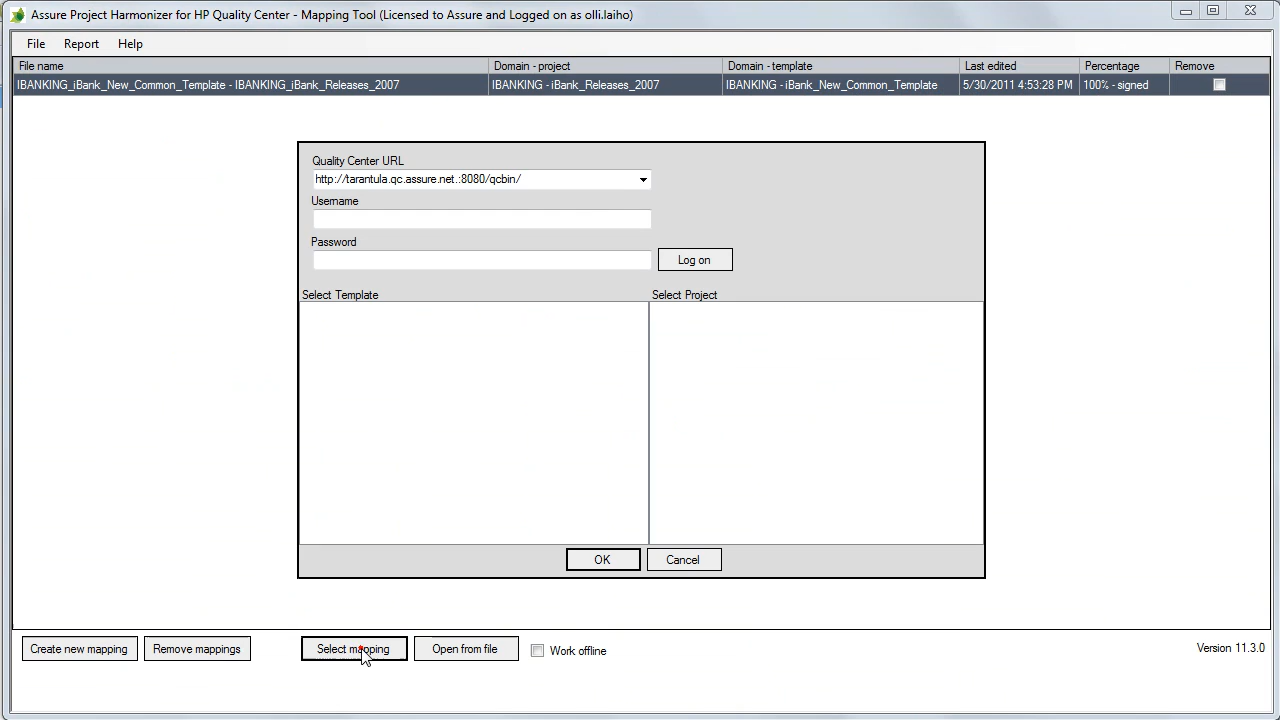 Assure Project Harmonizer for HP Quality Center - Mapping Tool (Licensed to Assure and Logged on as olli.laiho)
File Report Help
File name Domain - project Domain - template Last edited Percentage Remove
IBANKING_iBank_New_Common_Template - IBANKING_iBank_Releases_2007 IBANKING - iBank_Releases_2007 IBANKING - iBank_New_Common_Template 5/30/2011 4:53:28 PM 100% - signed
Quality Center URL
http://tarantula.qc.assure.net.:8080/qcbin/
Username
Password
Log on
Select Template Select Project
OK Cancel
Create new mapping Remove mappings Select mapping Open from file Work offline Version 11.3.0